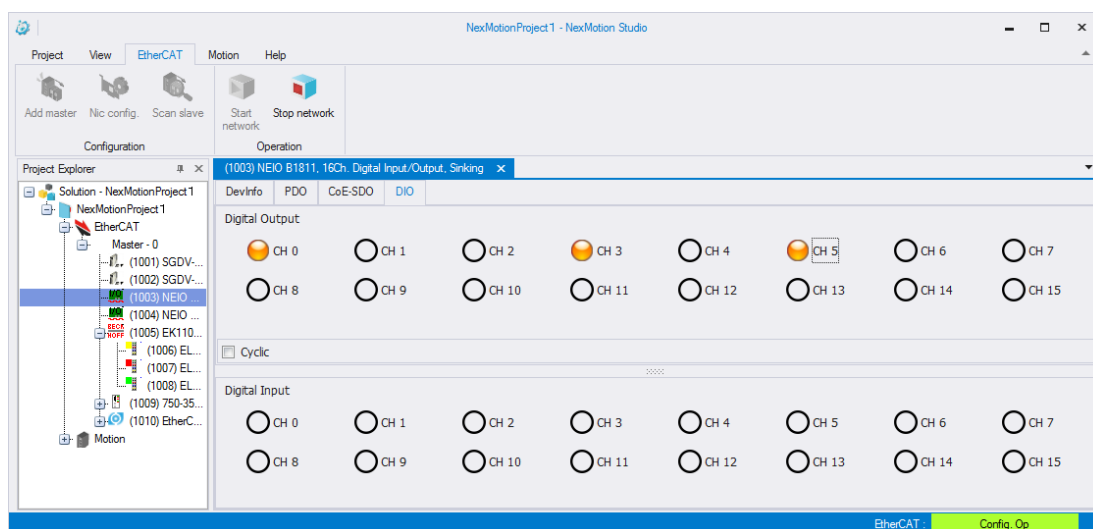 NexMotionProject1 - NexMotion Studio
Project View EtherCAT Motion Help
Add master Nic config. Scan slave Start network Stop network
Configuration Operation
Project Explorer
(1003) NEIO B1811, 16Ch. Digital Input/Output, Sinking
Solution - NexMotionProject1
NexMotionProject1
EtherCAT
Master - 0
(1001) SGDV-...
(1002) SGDV-...
(1003) NEIO ...
(1004) NEIO ...
(1005) EK110...
(1006) EL...
(1007) EL...
(1008) EL...
(1009) 750-35...
(1010) EtherC...
Motion
DevInfo PDO CoE-SDO DIO
Digital Output
CH 0 CH 1 CH 2 CH 3 CH 4 CH 5 CH 6 CH 7
CH 8 CH 9 CH 10 CH 11 CH 12 CH 13 CH 14 CH 15
Cyclic
Digital Input
CH 0 CH 1 CH 2 CH 3 CH 4 CH 5 CH 6 CH 7
CH 8 CH 9 CH 10 CH 11 CH 12 CH 13 CH 14 CH 15
EtherCAT : Config. Op